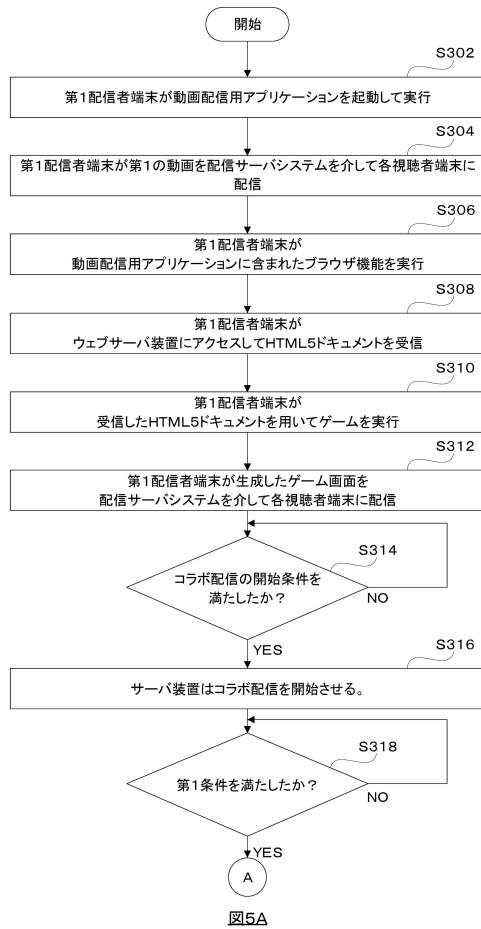 開始
S302
第1配信者端末が動画配信用アプリケーションを起動して実行
S304
第1配信者端末が第1の動画を配信サーバシステムを介して各視聴者端末に
配信
S306
第1配信者端末が
動画配信用アプリケーションに含まれたブラウザ機能を実行
S308
第1配信者端末が
ウェブサーバ装置にアクセスしてHTML5ドキュメントを受信
S310
第1配信者端末が
受信したHTML5ドキュメントを用いてゲームを実行
S312
第1配信者端末が生成したゲーム画面を
配信サーバシステムを介して各視聴者端末に配信
S314
コラボ配信の開始条件を
満たしたか?
NO
YES
S316
サーバ装置はコラボ配信を開始させる。
S318
第1条件を満たしたか?
NO
YES
A
図5A